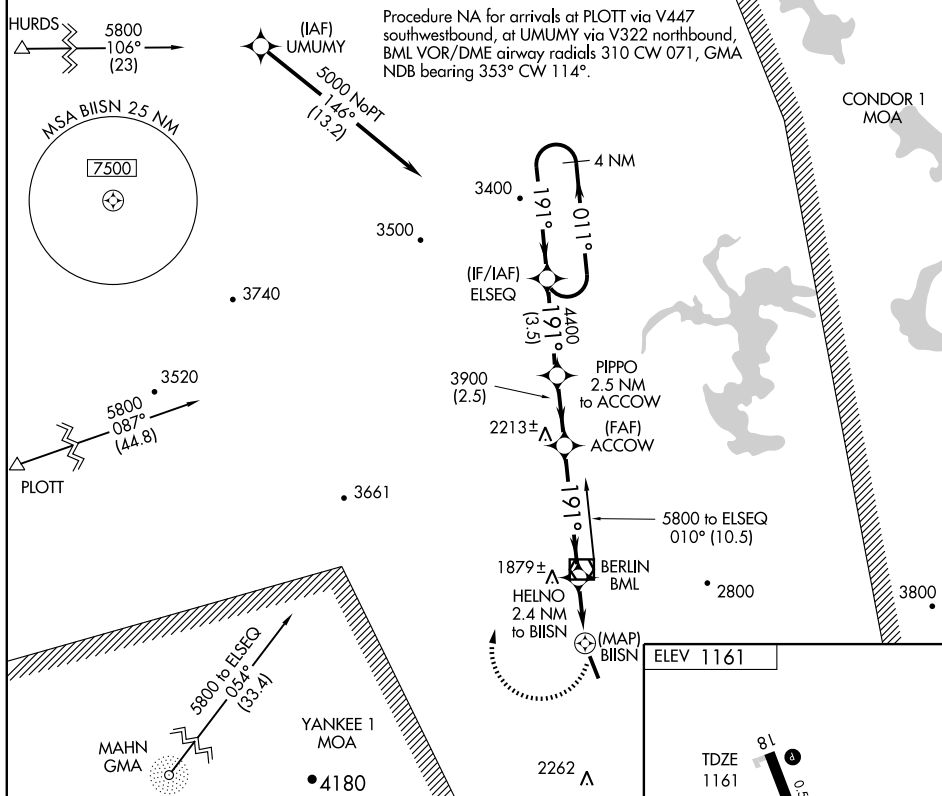 HURDS
5800
106°
(23)
(IAF)
UMUMY
Procedure NA for arrivals at PLOTT via V447
southwestbound, at UMUMY via V322 northbound,
BML VOR/DME airway radials 310 CW 071, GMA
NDB bearing 353° CW 114°.
5000 NoPT
146°
(13.2)
CONDOR 1
MOA
MSA BIISN 25 NM
7500
4 NM
3400
191°
011°
3500
(IF/IAF)
ELSEQ
3740
4400
191°
(3.5)
PIPPO
2.5 NM
to ACCOW
3900
(2.5)
3520
5800
087°
(44.8)
PLOTT
2213±
(FAF)
ACCOW
3661
191°
5800 to ELSEQ
010° (10.5)
1879±
BERLIN
BML
HELNO
2.4 NM
to BIISN
2800
3800
(MAP)
BIISN
ELEV 1161
5800 to ELSEQ
054°
(33.4)
MAHN
GMA
YANKEE 1
MOA
4180
2262
TDZE
1161
18
P